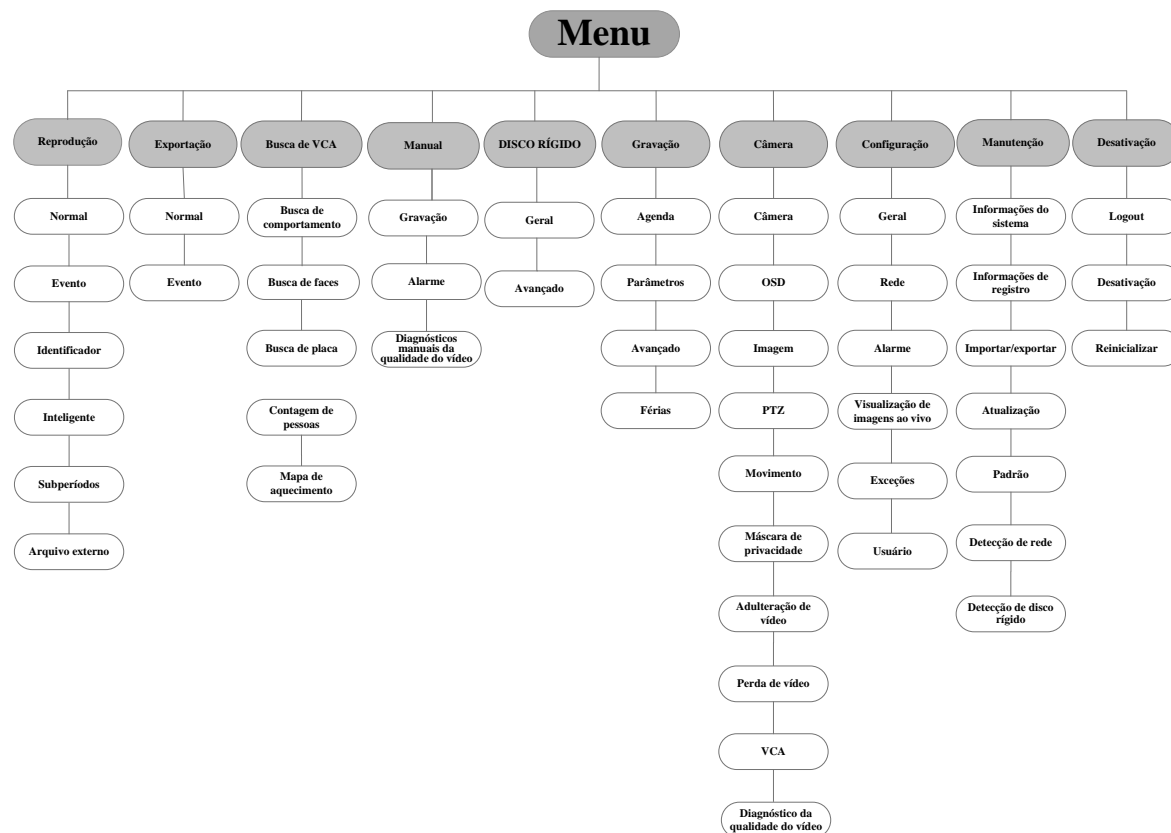 Menu
Reprodução
Normal
Evento
Identificador
Inteligente
Subperíodos
Arquivo externo
Exportação
Normal
Evento
Busca de VCA
Busca de
comportamento
Busca de faces
Busca de placa
Contagem de
pessoas
Mapa de
aquecimento
Manual
Gravação
Alarme
Diagnósticos
manuais da
qualidade do vídeo
DISCO RÍGIDO
Geral
Avançado
Gravação
Agenda
Parâmetros
Avançado
Férias
Câmera
Câmera
OSD
Imagem
PTZ
Movimento
Máscara de
privacidade
Adulteração de
vídeo
Perda de vídeo
VCA
Diagnóstico da
qualidade do vídeo
Configuração
Geral
Rede
Alarme
Visualização de
imagens ao vivo
Exceções
Usuário
Manutenção
Informações do
sistema
Informações de
registro
Importar/exportar
Atualização
Padrão
Detecção de rede
Detecção de disco
rígido
Desativação
Logout
Desativação
Reinicializar